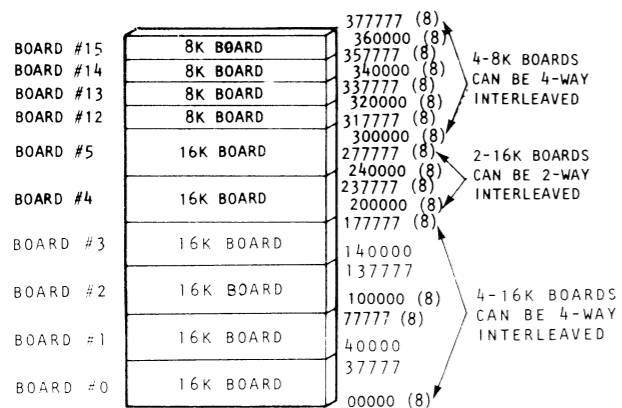 377777 (8)
BOARD #15 8K BOARD 360000 (8)
357777 (8)
BOARD #14 8K BOARD 340000 (8)
337777 (8)
BOARD #13 8K BOARD 320000 (8)
BOARD #12 8K BOARD 317777 (8)
300000 (8)
4-8K BOARDS
CAN BE 4-WAY
INTERLEAVED
BOARD #5 16K BOARD 277777 (8)
240000 (8)
237777 (8)
BOARD #4 16K BOARD
200000 (8)
2-16K BOARDS
CAN BE 2-WAY
INTERLEAVED
177777 (8)
BOARD #3 16K BOARD
140000
137777
BOARD #2 16K BOARD
100000 (8)
77777 (8)
BOARD #1 16K BOARD
40000
37777
BOARD #0 16K BOARD
00000 (8)
4-16K BOARDS
CAN BE 4-WAY
INTERLEAVED